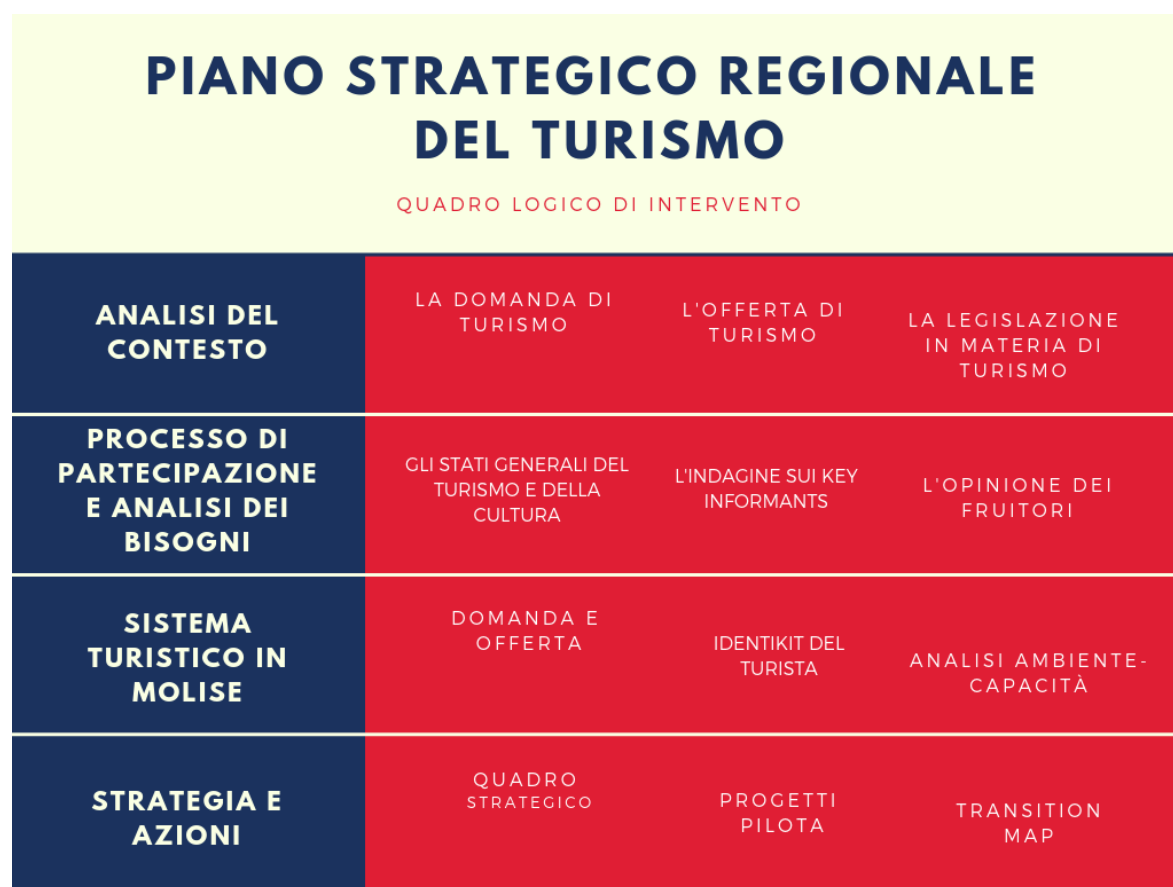 PIANO STRATEGICO REGIONALE
DEL TURISMO
QUADRO LOGICO DI INTERVENTO
ANALISI DEL
CONTESTO
LA DOMANDA DI
TURISMO
L'OFFERTA DI
TURISMO
LA LEGISLAZIONE
IN MATERIA DI
TURISMO
PROCESSO DI
PARTECIPAZIONE
E ANALISI DEI
BISOGNI
GLI STATI GENERALI DEL
TURISMO E DELLA
CULTURA
L'INDAGINE SUI KEY
INFORMANTS
L'OPINIONE DEI
FRUITORI
SISTEMA
TURISTICO IN
MOLISE
DOMANDA E
OFFERTA
IDENTIKIT DEL
TURISTA
ANALISI AMBIENTE-
CAPACITÀ
STRATEGIA E
AZIONI
QUADRO
STRATEGICO
PROGETTI
PILOTA
TRANSITION
MAP